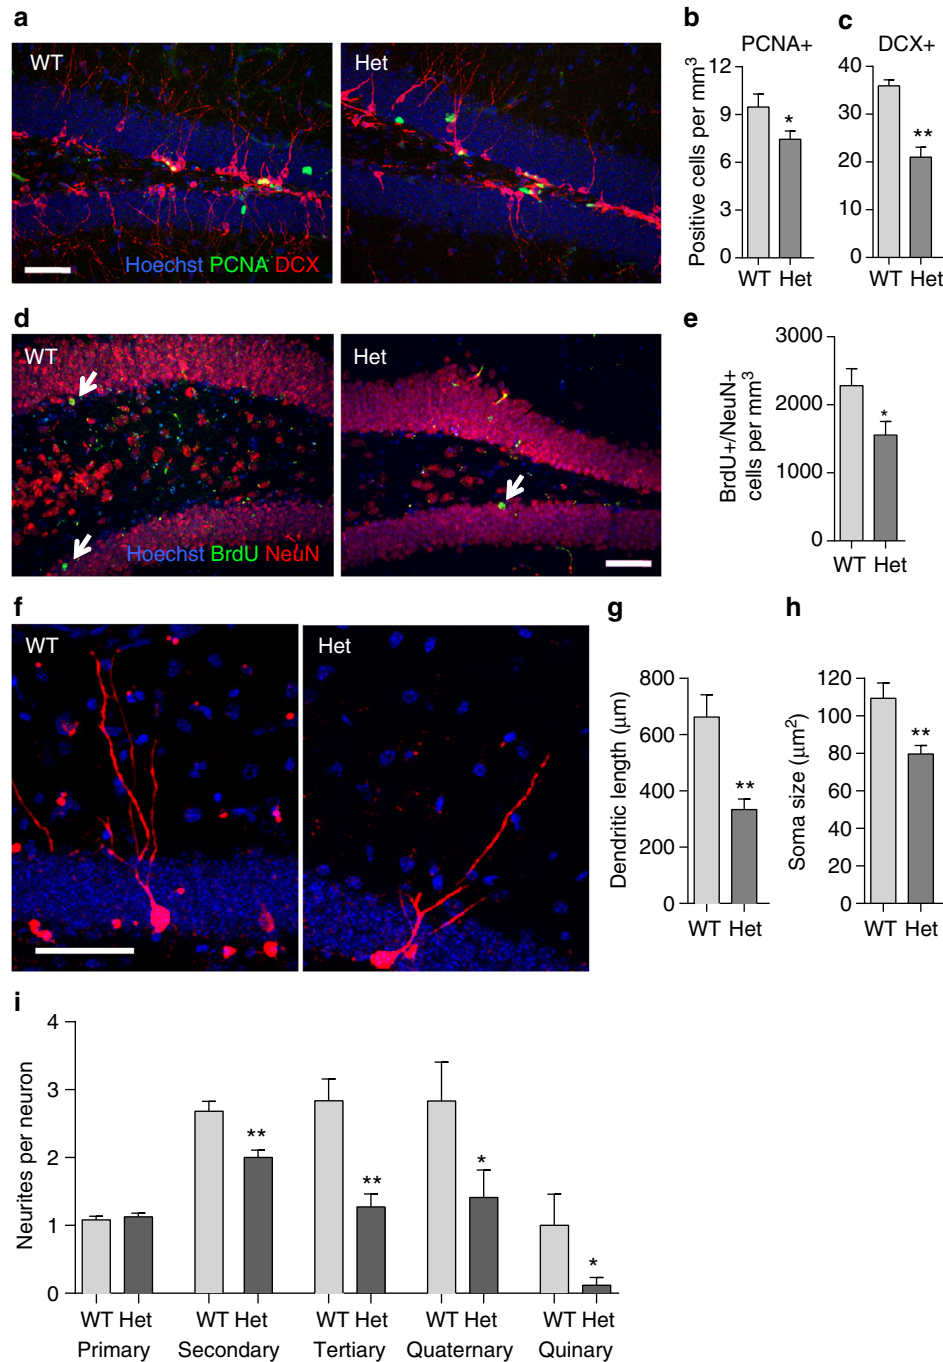 a
WT
Het
Hoechst PCNA DCX
b
PCNA+
Positive cells per mm³
12
9
6
3
0
*
WT Het
c
DCX+
40
30
20
10
0
**
WT Het
d
WT
Het
Hoechst BrdU NeuN
e
BrdU+/NeuN+
cells per mm³
3000
2000
1000
0
*
WT Het
f
WT
Het
g
Dendritic length (μm)
800
600
400
200
0
**
WT Het
h
Soma size (μm²)
120
100
80
60
40
20
0
**
WT Het
i
Neurites per neuron
4
3
2
1
0
**
**
*
*
WT Het WT Het WT Het WT Het WT Het
Primary Secondary Tertiary Quaternary Quinary